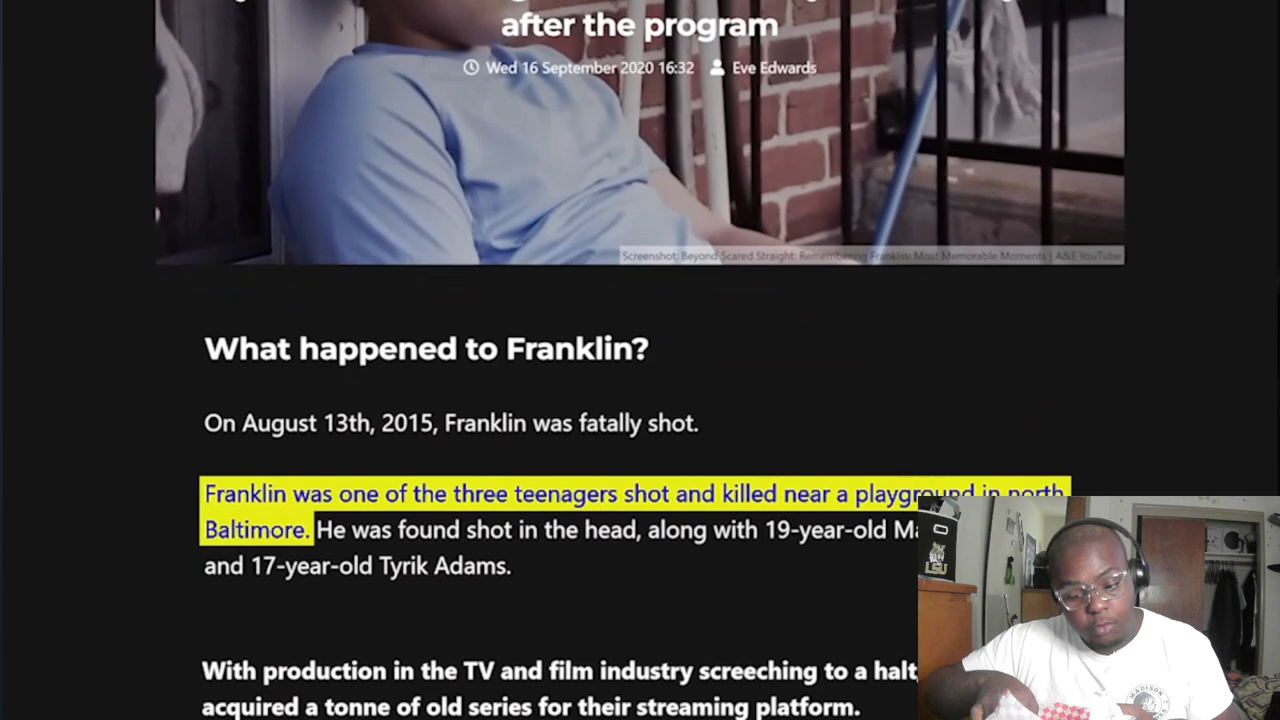 after the program
Wed 16 September 2020 16:32 Eve Edwards
Screenshot: Beyond Scared Straight: Remembering Franklin: Most Memorable Moments | A&E YouTube
What happened to Franklin?
On August 13th, 2015, Franklin was fatally shot.
Franklin was one of the three teenagers shot and killed near a playground in north
Baltimore. He was found shot in the head, along with 19-year-old
and 17-year-old Tyrik Adams.
With production in the TV and film industry screeching to a halt,
acquired a tonne of old series for their streaming platform.
LSU
MADISON